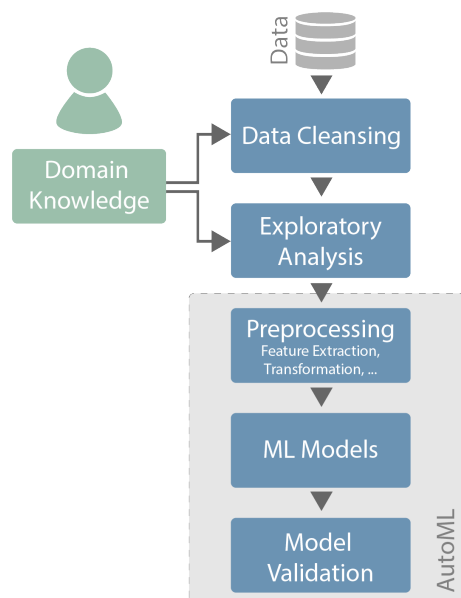 Data
Data Cleansing
Domain
Knowledge
Exploratory
Analysis
Preprocessing
Feature Extraction,
Transformation, ...
ML Models
Model
Validation
AutoML